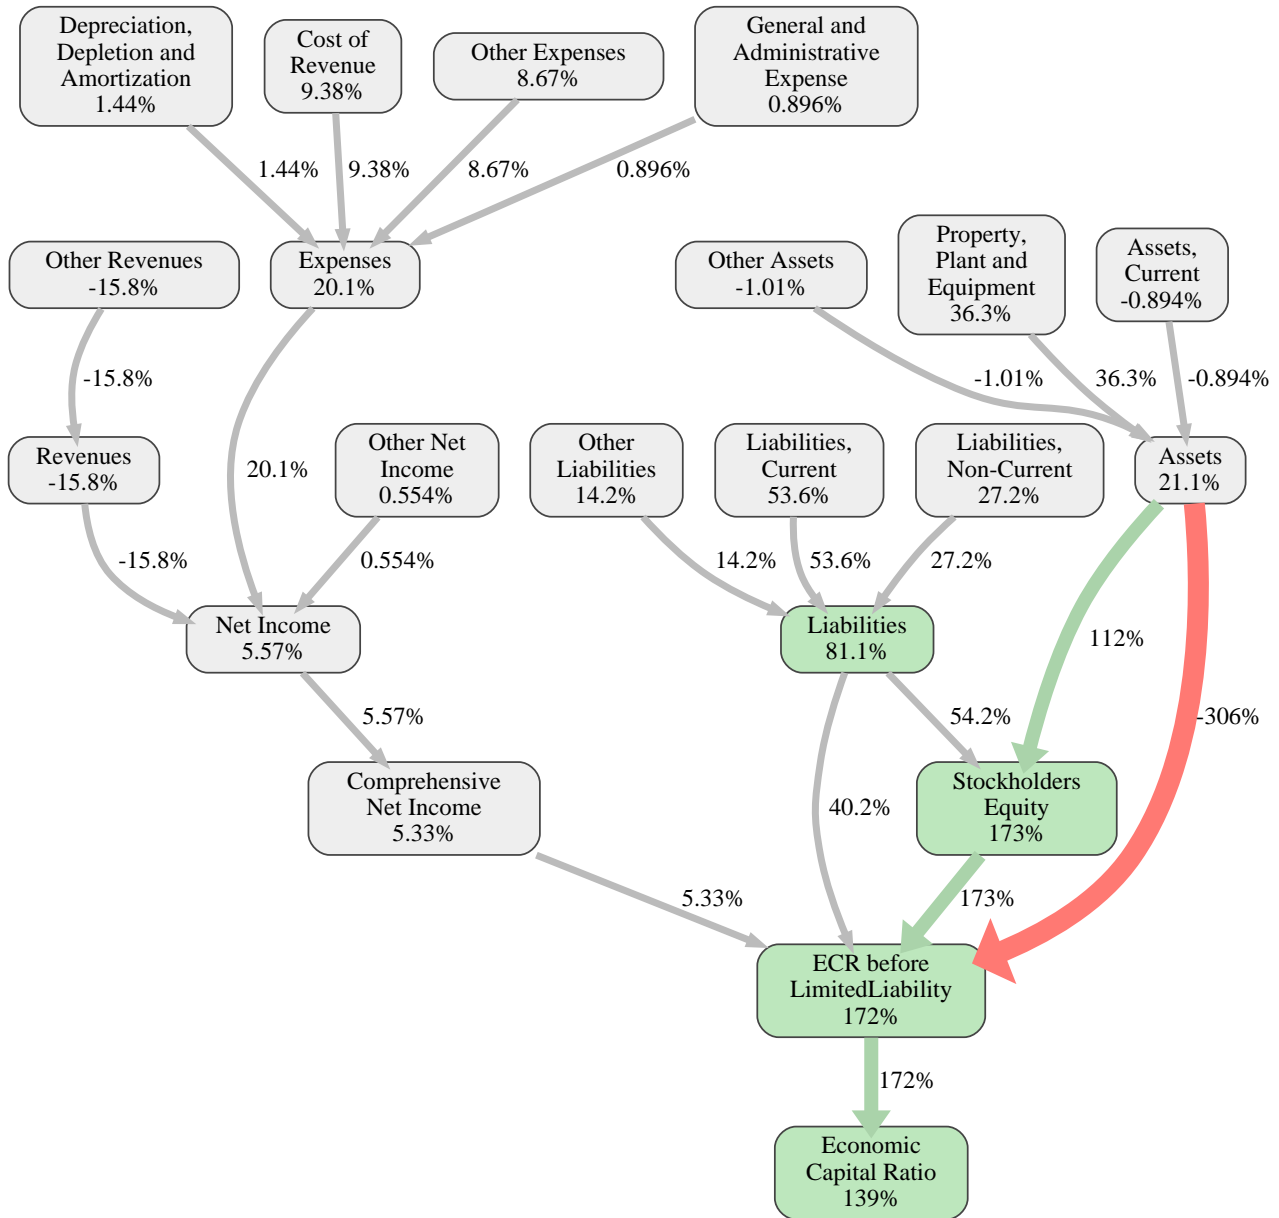 Depreciation,
Depletion and
Amortization
1.44%
Cost of
Revenue
9.38%
Other Expenses
8.67%
General and
Administrative
Expense
0.896%
1.44%
9.38%
8.67%
0.896%
Other Revenues
-15.8%
Expenses
20.1%
Other Assets
-1.01%
Property,
Plant and
Equipment
36.3%
Assets,
Current
-0.894%
-15.8%
-1.01%
36.3%
-0.894%
Revenues
-15.8%
20.1%
Other Net
Income
0.554%
Other
Liabilities
14.2%
Liabilities,
Current
53.6%
Liabilities,
Non-Current
27.2%
Assets
21.1%
-15.8%
0.554%
14.2%
53.6%
27.2%
Net Income
5.57%
Liabilities
81.1%
112%
5.57%
54.2%
-306%
Comprehensive
Net Income
5.33%
40.2%
Stockholders
Equity
173%
5.33%
173%
ECR before
LimitedLiability
172%
172%
Economic
Capital Ratio
139%